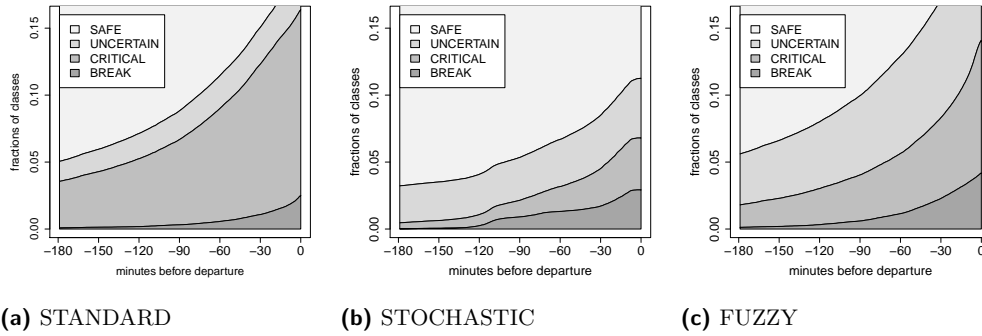 SAFE
UNCERTAIN
CRITICAL
BREAK
fractions of classes
0.00 0.05 0.10 0.15
−180 −150 −120 −90 −60 −30 0
minutes before departure
(a) STANDARD
SAFE
UNCERTAIN
CRITICAL
BREAK
fractions of classes
0.00 0.05 0.10 0.15
−180 −150 −120 −90 −60 −30 0
minutes before departure
(b) STOCHASTIC
SAFE
UNCERTAIN
CRITICAL
BREAK
fractions of classes
0.00 0.05 0.10 0.15
−180 −150 −120 −90 −60 −30 0
minutes before departure
(c) FUZZY